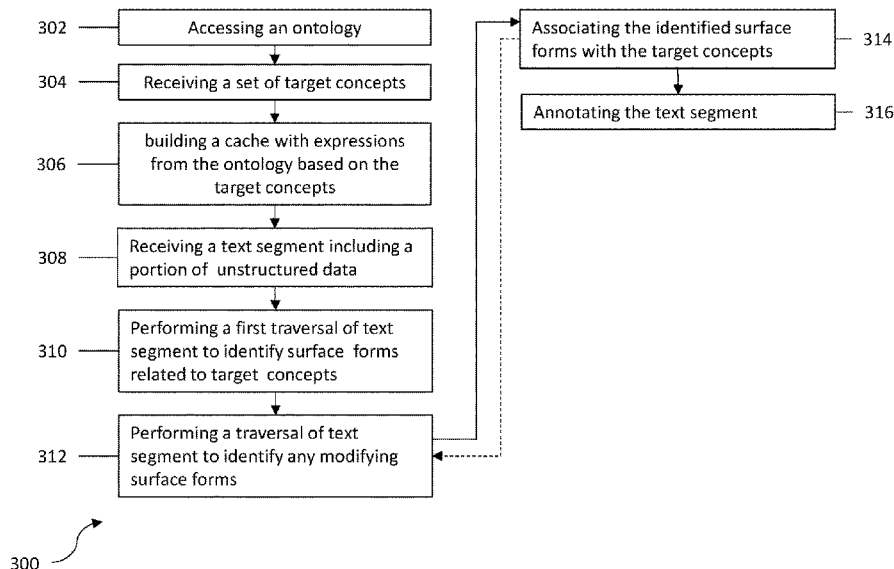 302
Accessing an ontology
304
Receiving a set of target concepts
306
building a cache with expressions
from the ontology based on the
target concepts
308
Receiving a text segment including a
portion of unstructured data
310
Performing a first traversal of text
segment to identify surface forms
related to target concepts
312
Performing a traversal of text
segment to identify any modifying
surface forms
300
Associating the identified surface
forms with the target concepts
314
Annotating the text segment
316